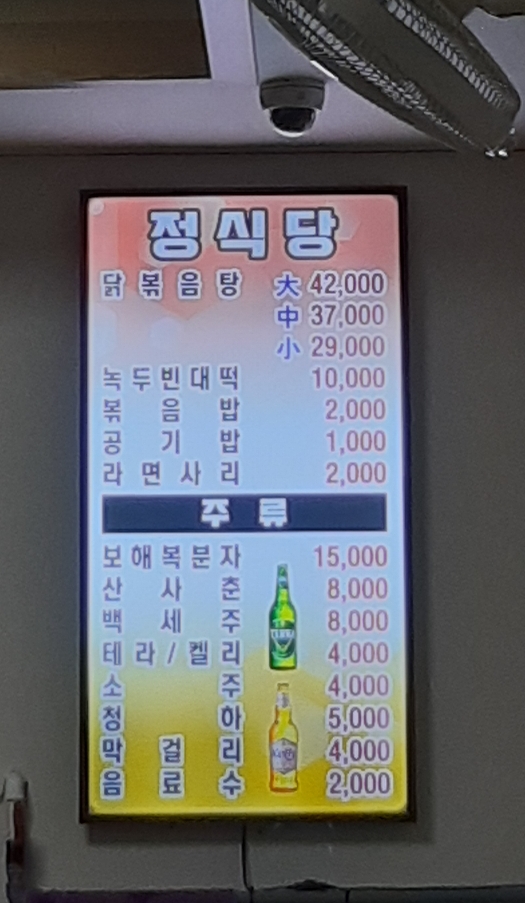 정식당
닭볶음탕 大 42,000
中 37,000
小 29,000
녹두빈대떡 10,000
볶음밥 2,000
공기밥 1,000
라면사리 2,000
주류
보해복분자 15,000
산사춘 8,000
백세주 8,000
테라/켈리 4,000
소주 4,000
청하 5,000
막걸리 4,000
음료수 2,000
TERRA
Kelly